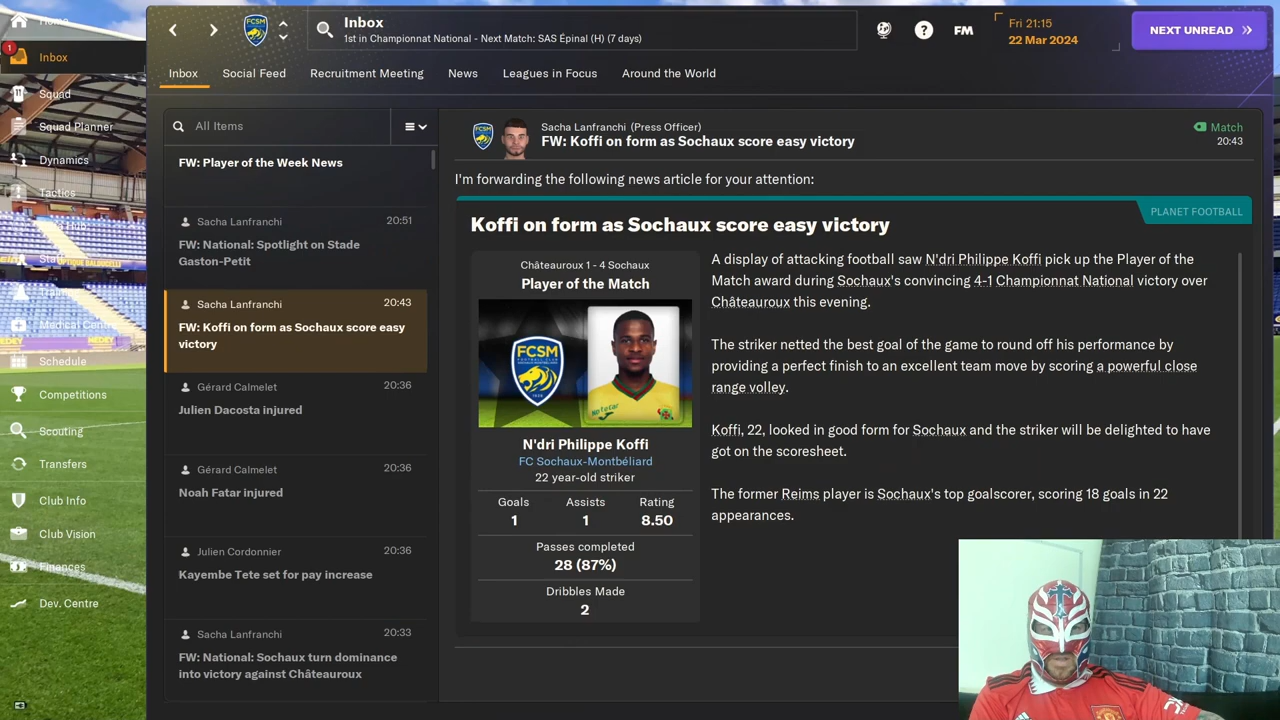 Home
1
Inbox
Squad
Squad Planner
Dynamics
Tactics
Medical Centre
Schedule
Competitions
Scouting
Transfers
Club Info
Club Vision
Finances
Dev. Centre
FCSM
Inbox
1st in Championnat National - Next Match: SAS Épinal (H) (7 days)
?
FM
Fri 21:15
22 Mar 2024
NEXT UNREAD
Inbox
Social Feed
Recruitment Meeting
News
Leagues in Focus
Around the World
All Items
FW: Player of the Week News
Sacha Lanfranchi 20:51
FW: National: Spotlight on Stade
Gaston-Petit
Sacha Lanfranchi 20:43
FW: Koffi on form as Sochaux score easy
victory
Gérard Calmelet 20:36
Julien Dacosta injured
Gérard Calmelet 20:36
Noah Fatar injured
Julien Cordonnier 20:36
Kayembe Tete set for pay increase
Sacha Lanfranchi 20:33
FW: National: Sochaux turn dominance
into victory against Châteauroux
Sacha Lanfranchi (Press Officer)
FW: Koffi on form as Sochaux score easy victory
Match
20:43
I'm forwarding the following news article for your attention:
PLANET FOOTBALL
Koffi on form as Sochaux score easy victory
Châteauroux 1 - 4 Sochaux
Player of the Match
FCSM
N'dri Philippe Koffi
FC Sochaux-Montbéliard
22 year-old striker
Goals Assists Rating
1 1 8.50
Passes completed
28 (87%)
Dribbles Made
2
A display of attacking football saw N'dri Philippe Koffi pick up the Player of the
Match award during Sochaux's convincing 4-1 Championnat National victory over
Châteauroux this evening.
The striker netted the best goal of the game to round off his performance by
providing a perfect finish to an excellent team move by scoring a powerful close
range volley.
Koffi, 22, looked in good form for Sochaux and the striker will be delighted to have
got on the scoresheet.
The former Reims player is Sochaux's top goalscorer, scoring 18 goals in 22
appearances.